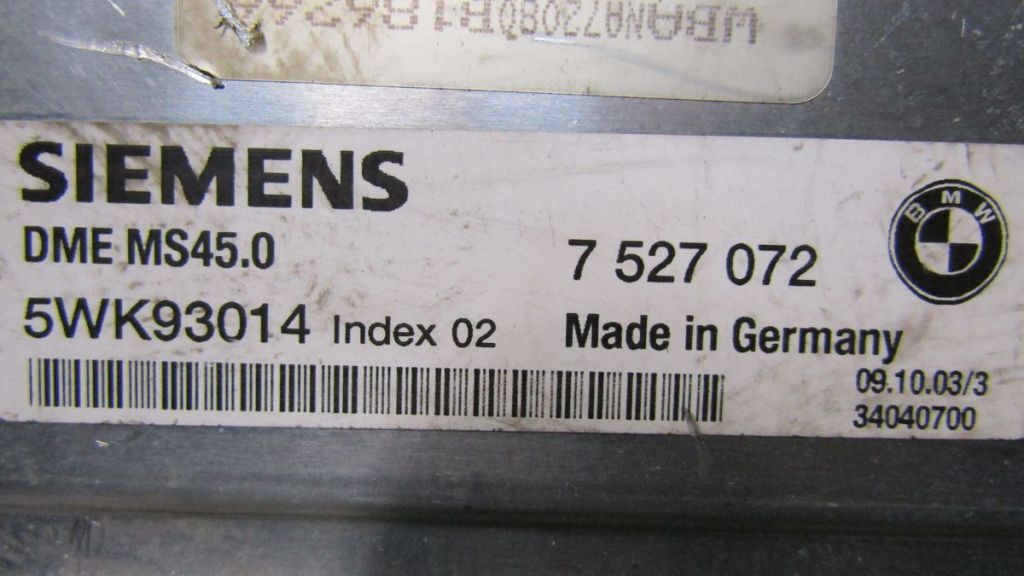 SIEMENS
BMW
DME MS45.0 7 527 072
5WK93014 Index 02 Made in Germany
09.10.03/3
34040700